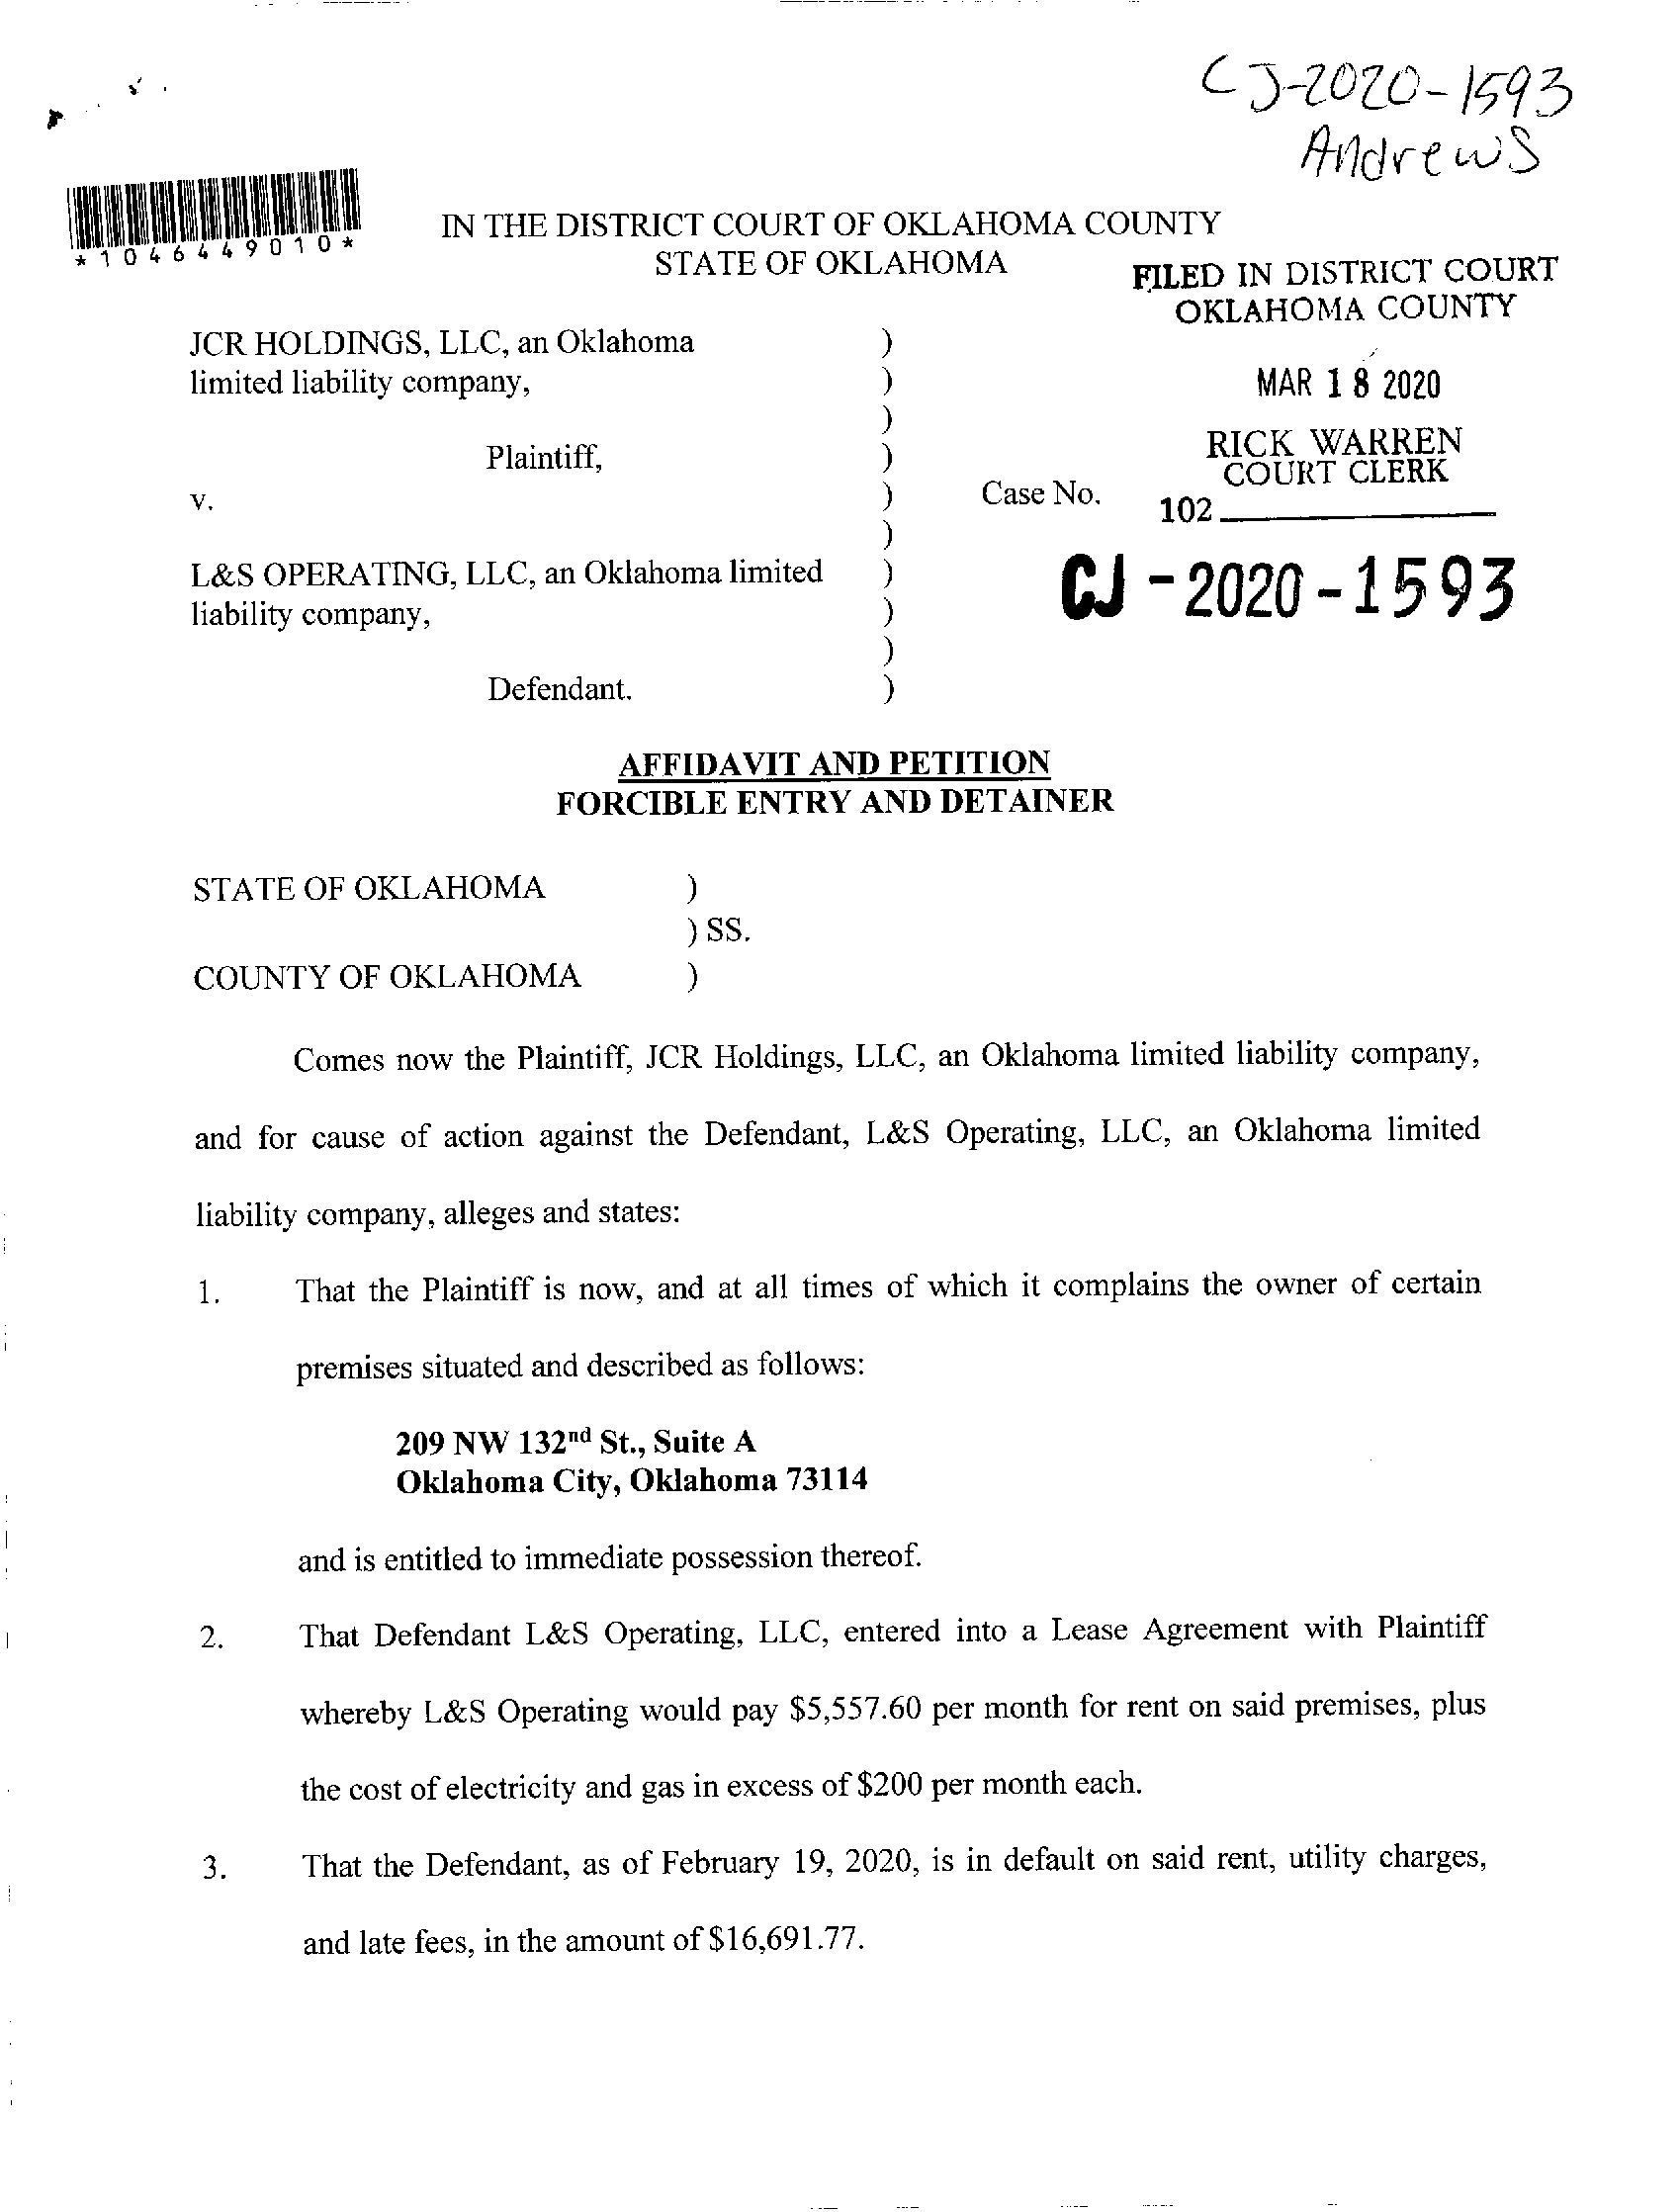 CJ-2020-1593
Andrews
*1046449010*
IN THE DISTRICT COURT OF OKLAHOMA COUNTY
STATE OF OKLAHOMA
FILED IN DISTRICT COURT
OKLAHOMA COUNTY
MAR 18 2020
RICK WARREN
COURT CLERK
102
JCR HOLDINGS, LLC, an Oklahoma )
limited liability company, )
)
Plaintiff, )
v. ) Case No.
)
L&S OPERATING, LLC, an Oklahoma limited )
liability company, )
)
Defendant. )
CJ-2020-1593
AFFIDAVIT AND PETITION
FORCIBLE ENTRY AND DETAINER
STATE OF OKLAHOMA )
) SS.
COUNTY OF OKLAHOMA )
Comes now the Plaintiff, JCR Holdings, LLC, an Oklahoma limited liability company,
and for cause of action against the Defendant, L&S Operating, LLC, an Oklahoma limited
liability company, alleges and states:
1. That the Plaintiff is now, and at all times of which it complains the owner of certain
premises situated and described as follows:
209 NW 132nd St., Suite A
Oklahoma City, Oklahoma 73114
and is entitled to immediate possession thereof.
2. That Defendant L&S Operating, LLC, entered into a Lease Agreement with Plaintiff
whereby L&S Operating would pay $5,557.60 per month for rent on said premises, plus
the cost of electricity and gas in excess of $200 per month each.
3. That the Defendant, as of February 19, 2020, is in default on said rent, utility charges,
and late fees, in the amount of $16,691.77.